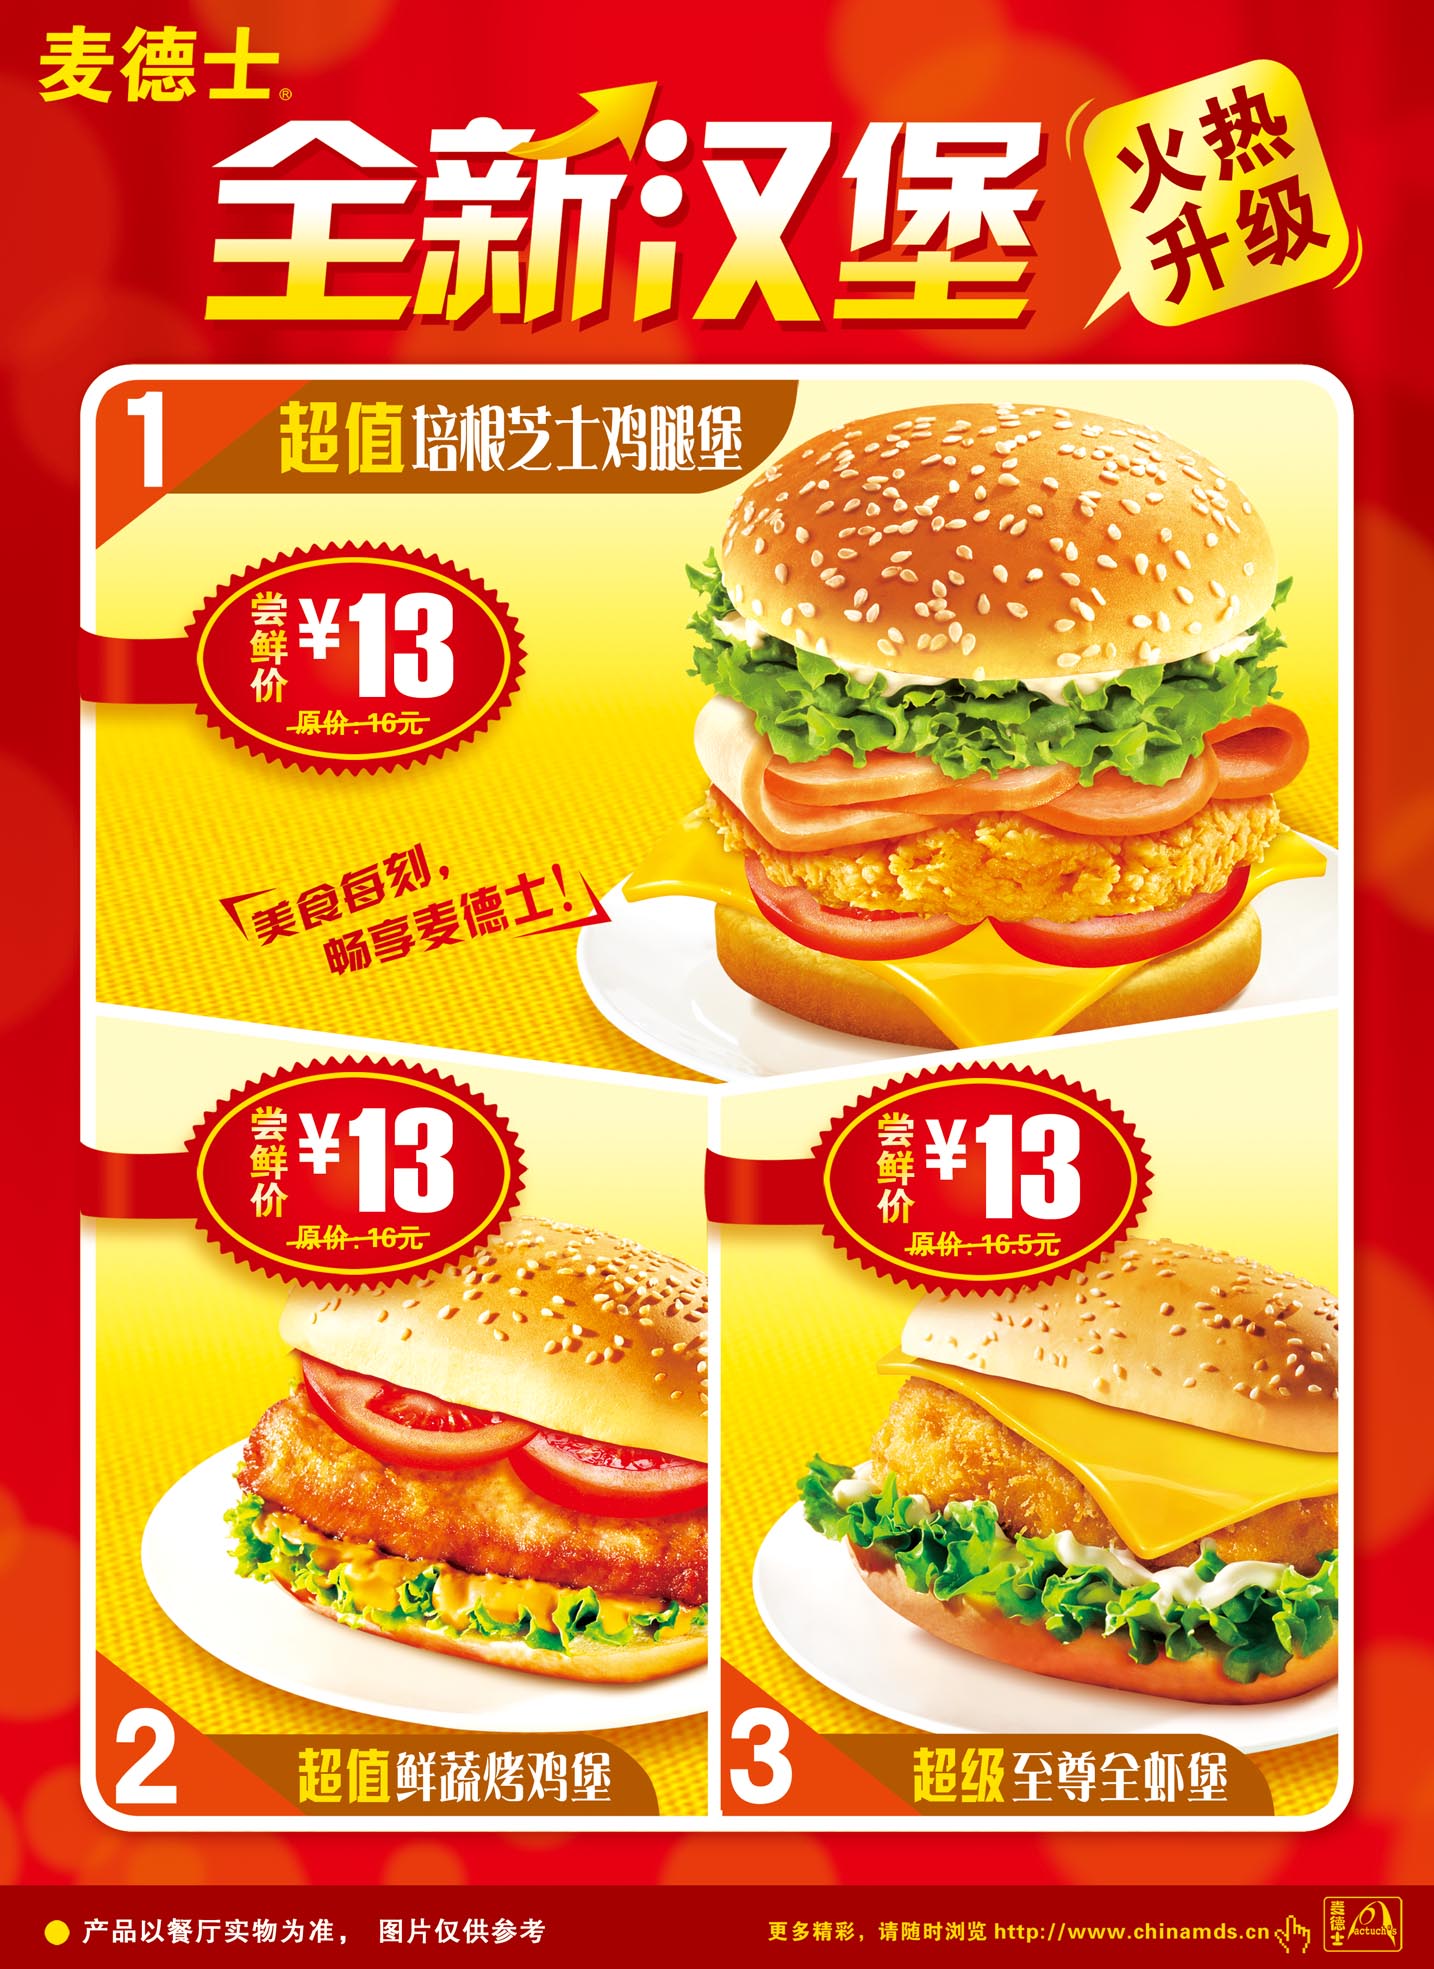 麦德士®
全新汉堡
火热
升级
1
超值培根芝士鸡腿堡
尝鲜价
¥13
原价：16元
美食每刻，
畅享麦德士！
尝鲜价
¥13
原价：16元
尝鲜价
¥13
原价：16.5元
2
超值鲜蔬烤鸡堡
3
超级至尊全虾堡
产品以餐厅实物为准， 图片仅供参考
更多精彩，请随时浏览 http://www.chinamds.cn
麦德士